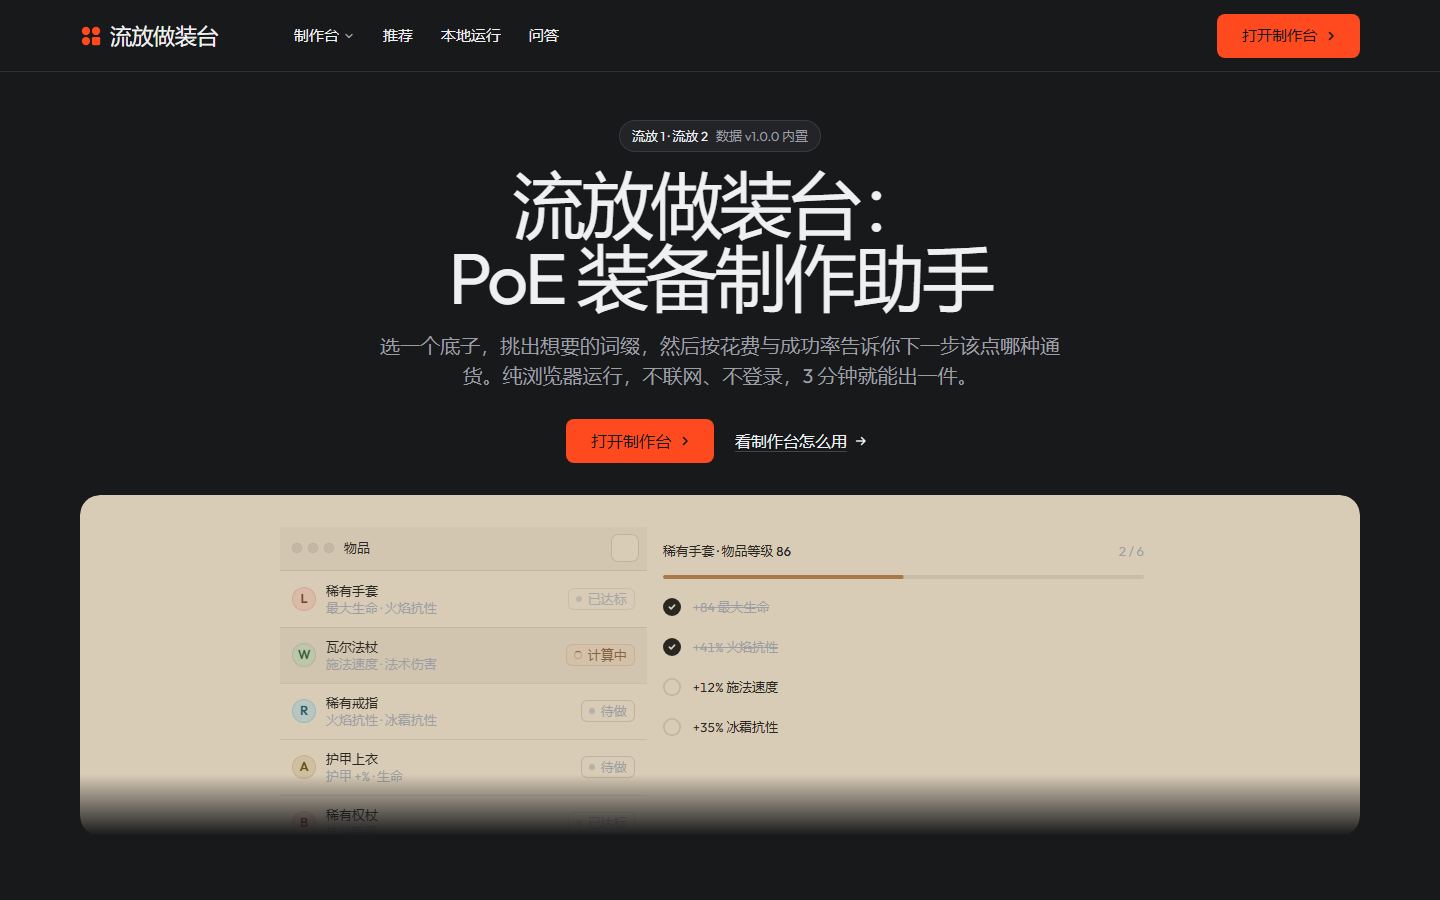 流放做装台
制作台
推荐
本地运行
问答
打开制作台
流放 1 · 流放 2 数据 v1.0.0 内置
流放做装台：
PoE 装备制作助手
选一个底子，挑出想要的词缀，然后按花费与成功率告诉你下一步该点哪种通
货。纯浏览器运行，不联网、不登录，3 分钟就能出一件。
打开制作台
看制作台怎么用 →
物品
L
稀有手套
最大生命 · 火焰抗性
已达标
W
瓦尔法杖
施法速度 · 法术伤害
计算中
R
稀有戒指
火焰抗性 · 冰霜抗性
待做
A
护甲上衣
护甲 +% · 生命
待做
B
稀有权杖
已达标
稀有手套 · 物品等级 86
2 / 6
+84 最大生命
+41% 火焰抗性
+12% 施法速度
+35% 冰霜抗性